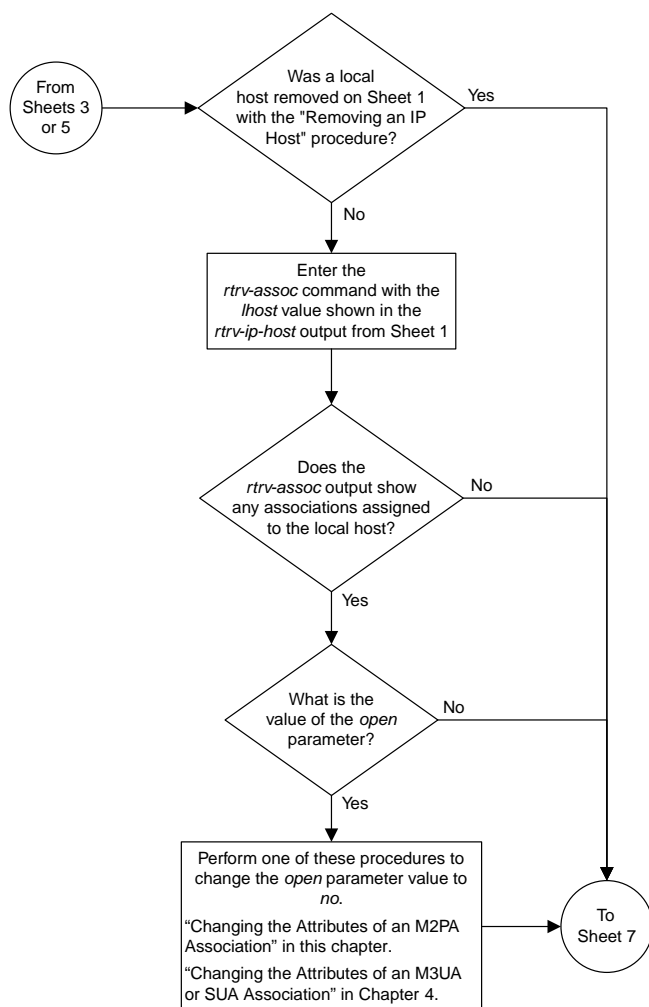 From
Sheets 3
or 5
Was a local
host removed on Sheet 1
with the "Removing an IP
Host" procedure?
Yes
No
Enter the
rtrv-assoc command with the
lhost value shown in the
rtrv-ip-host output from Sheet 1
Does the
rtrv-assoc output show
any associations assigned
to the local host?
No
Yes
What is the
value of the open
parameter?
No
Yes
Perform one of these procedures to
change the open parameter value to
no.
“Changing the Attributes of an M2PA
Association” in this chapter.
“Changing the Attributes of an M3UA
or SUA Association” in Chapter 4.
To
Sheet 7